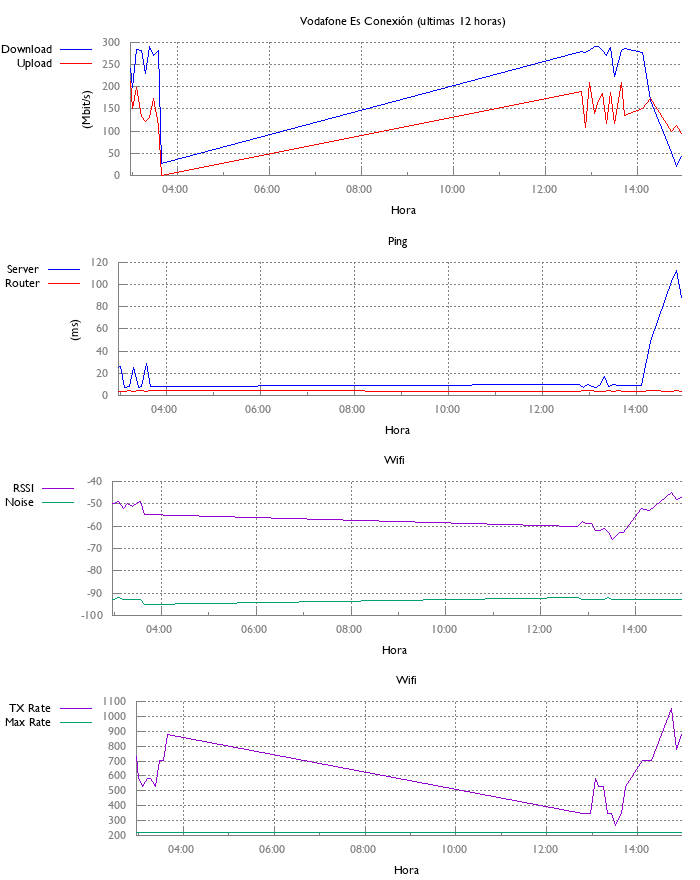 Vodafone Es Conexión (ultimas 12 horas)
Download
Upload
(Mbit/s)
300
250
200
150
100
50
0
04:00 06:00 08:00 10:00 12:00 14:00
Hora
Ping
Server
Router
(ms)
120
100
80
60
40
20
0
04:00 06:00 08:00 10:00 12:00 14:00
Hora
Wifi
RSSI
Noise
-40
-50
-60
-70
-80
-90
-100
04:00 06:00 08:00 10:00 12:00 14:00
Hora
Wifi
TX Rate
Max Rate
1100
1000
900
800
700
600
500
400
300
200
04:00 06:00 08:00 10:00 12:00 14:00
Hora